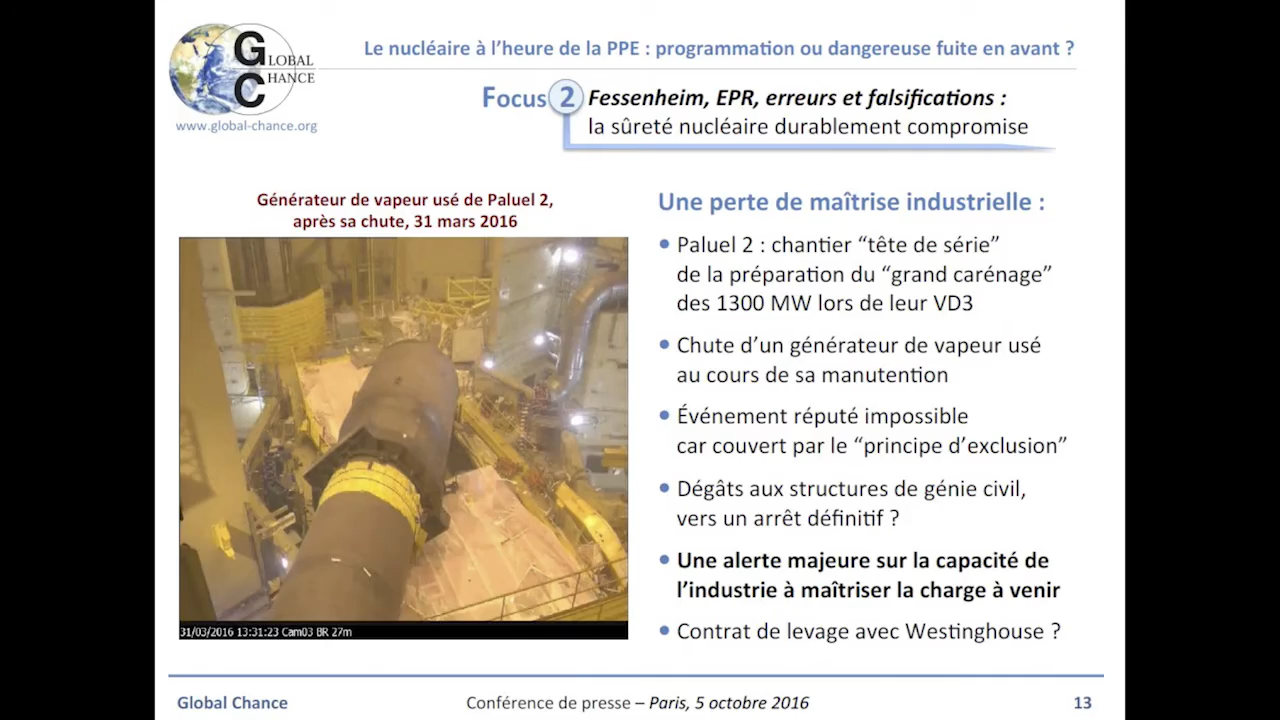 GLOBAL
CHANCE
www.global-chance.org
Le nucléaire à l’heure de la PPE : programmation ou dangereuse fuite en avant ?
Focus 2 Fessenheim, EPR, erreurs et falsifications :
la sûreté nucléaire durablement compromise
Générateur de vapeur usé de Paluel 2,
après sa chute, 31 mars 2016
31/03/2016 13:31:23 Cam03 BR 27m
Une perte de maîtrise industrielle :
• Paluel 2 : chantier “tête de série”
de la préparation du “grand carénage”
des 1300 MW lors de leur VD3
• Chute d’un générateur de vapeur usé
au cours de sa manutention
• Événement réputé impossible
car couvert par le “principe d’exclusion”
• Dégâts aux structures de génie civil,
vers un arrêt définitif ?
• Une alerte majeure sur la capacité de
l’industrie à maîtriser la charge à venir
• Contrat de levage avec Westinghouse ?
Global Chance
Conférence de presse – Paris, 5 octobre 2016
13